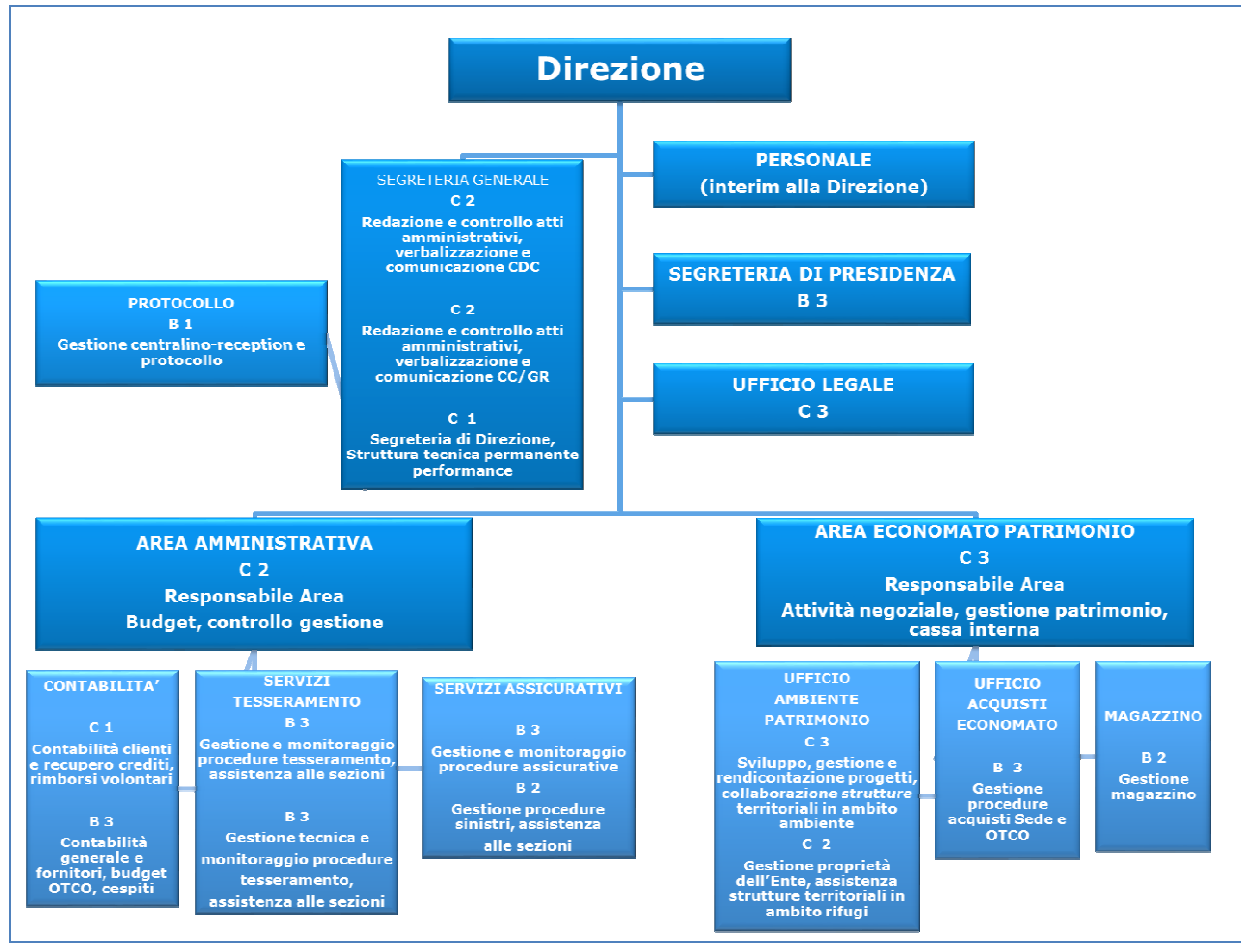 Direzione
PERSONALE
(interim alla Direzione)
SEGRETERIA GENERALE
C 2
Redazione e controllo atti
amministrativi,
verbalizzazione e
comunicazione CDC
C 2
Redazione e controllo atti
amministrativi,
verbalizzazione e
comunicazione CC/GR
C 1
Segreteria di Direzione,
Struttura tecnica permanente
performance
SEGRETERIA DI PRESIDENZA
B 3
PROTOCOLLO
B 1
Gestione centralino-reception e
protocollo
UFFICIO LEGALE
C 3
AREA AMMINISTRATIVA
C 2
Responsabile Area
Budget, controllo gestione
AREA ECONOMATO PATRIMONIO
C 3
Responsabile Area
Attività negoziale, gestione patrimonio,
cassa interna
CONTABILITA'
C 1
Contabilità clienti
e recupero crediti,
rimborsi volontari
B 3
Contabilità
generale e
fornitori, budget
OTCO, cespiti
SERVIZI
TESSERAMENTO
B 3
Gestione e monitoraggio
procedure tesseramento,
assistenza alle sezioni
B 3
Gestione tecnica e
monitoraggio procedure
tesseramento,
assistenza alle sezioni
SERVIZI ASSICURATIVI
B 3
Gestione e monitoraggio
procedure assicurative
B 2
Gestione procedure
sinistri, assistenza
alle sezioni
UFFICIO
AMBIENTE
PATRIMONIO
C 3
Sviluppo, gestione e
rendicontazione progetti,
collaborazione strutture
territoriali in ambito
ambiente
C 2
Gestione proprietà
dell'Ente, assistenza
strutture territoriali in
ambito rifugi
UFFICIO
ACQUISTI
ECONOMATO
B 3
Gestione
procedure
acquisti Sede e
OTCO
MAGAZZINO
B 2
Gestione
magazzino